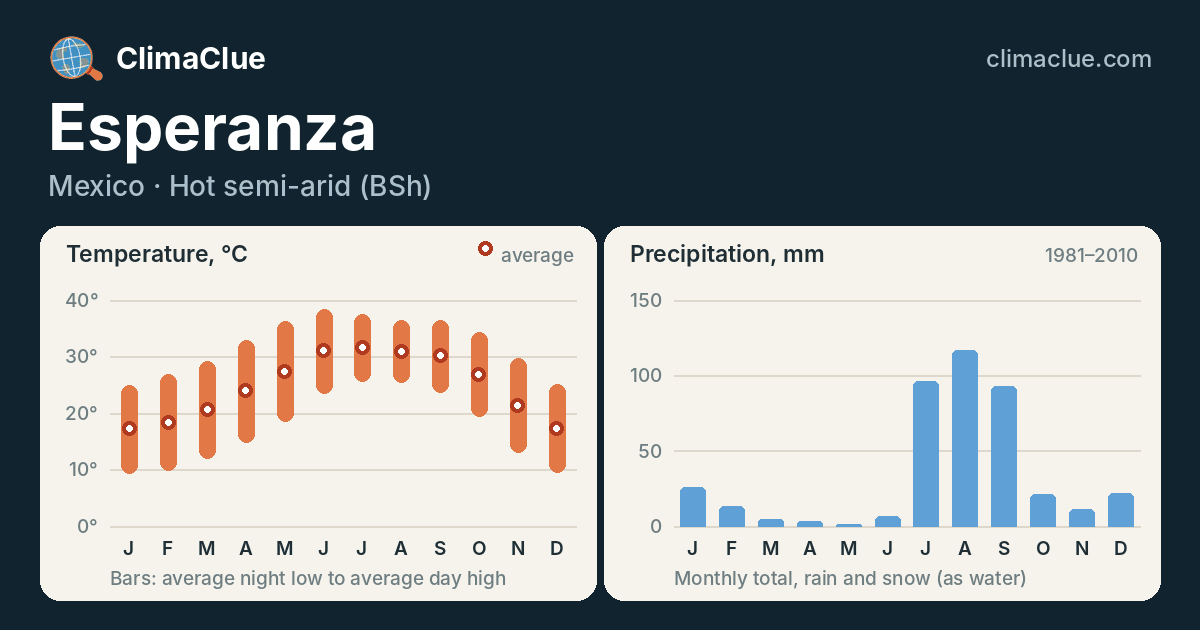 ClimaClue
climaclue.com
Esperanza
Mexico · Hot semi-arid (BSh)
Temperature, °C
average
40°
30°
20°
10°
0°
J F M A M J J A S O N D
Bars: average night low to average day high
Precipitation, mm
1981–2010
150
100
50
0
J F M A M J J A S O N D
Monthly total, rain and snow (as water)